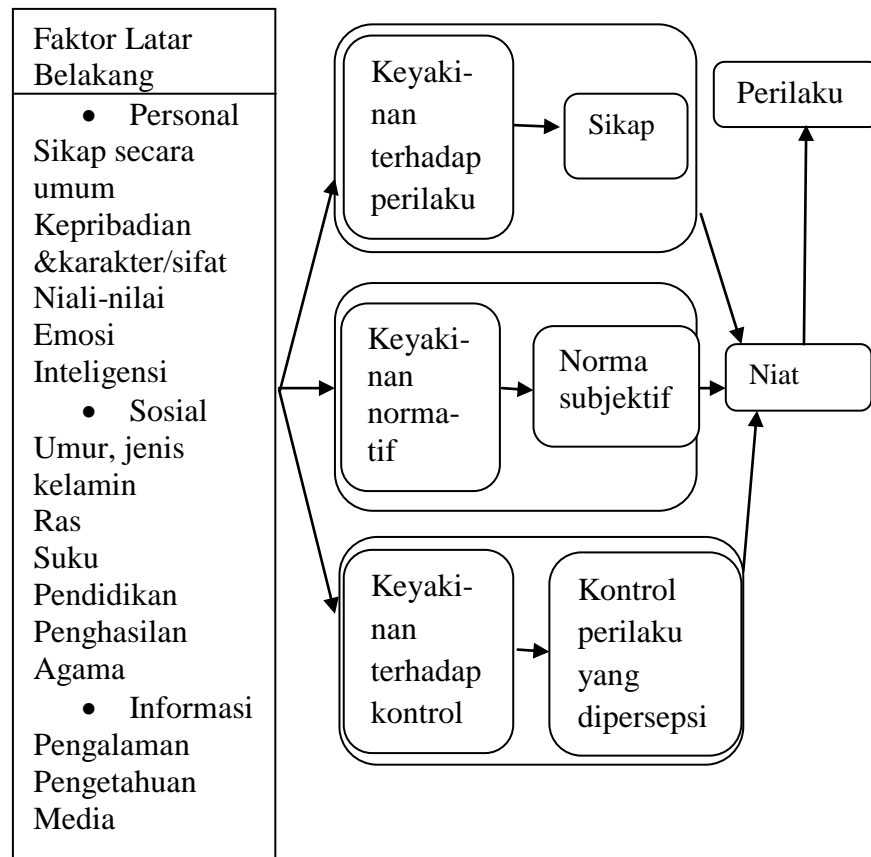 Faktor Latar
Belakang
• Personal
Sikap secara
umum
Kepribadian
&karakter/sifat
Niali-nilai
Emosi
Inteligensi
• Sosial
Umur, jenis
kelamin
Ras
Suku
Pendidikan
Penghasilan
Agama
• Informasi
Pengalaman
Pengetahuan
Media
Keyaki-
nan
terhadap
perilaku
Sikap
Keyaki-
nan
norma-
tif
Norma
subjektif
Keyaki-
nan
terhadap
kontrol
Kontrol
perilaku
yang
dipersepsi
Perilaku
Niat